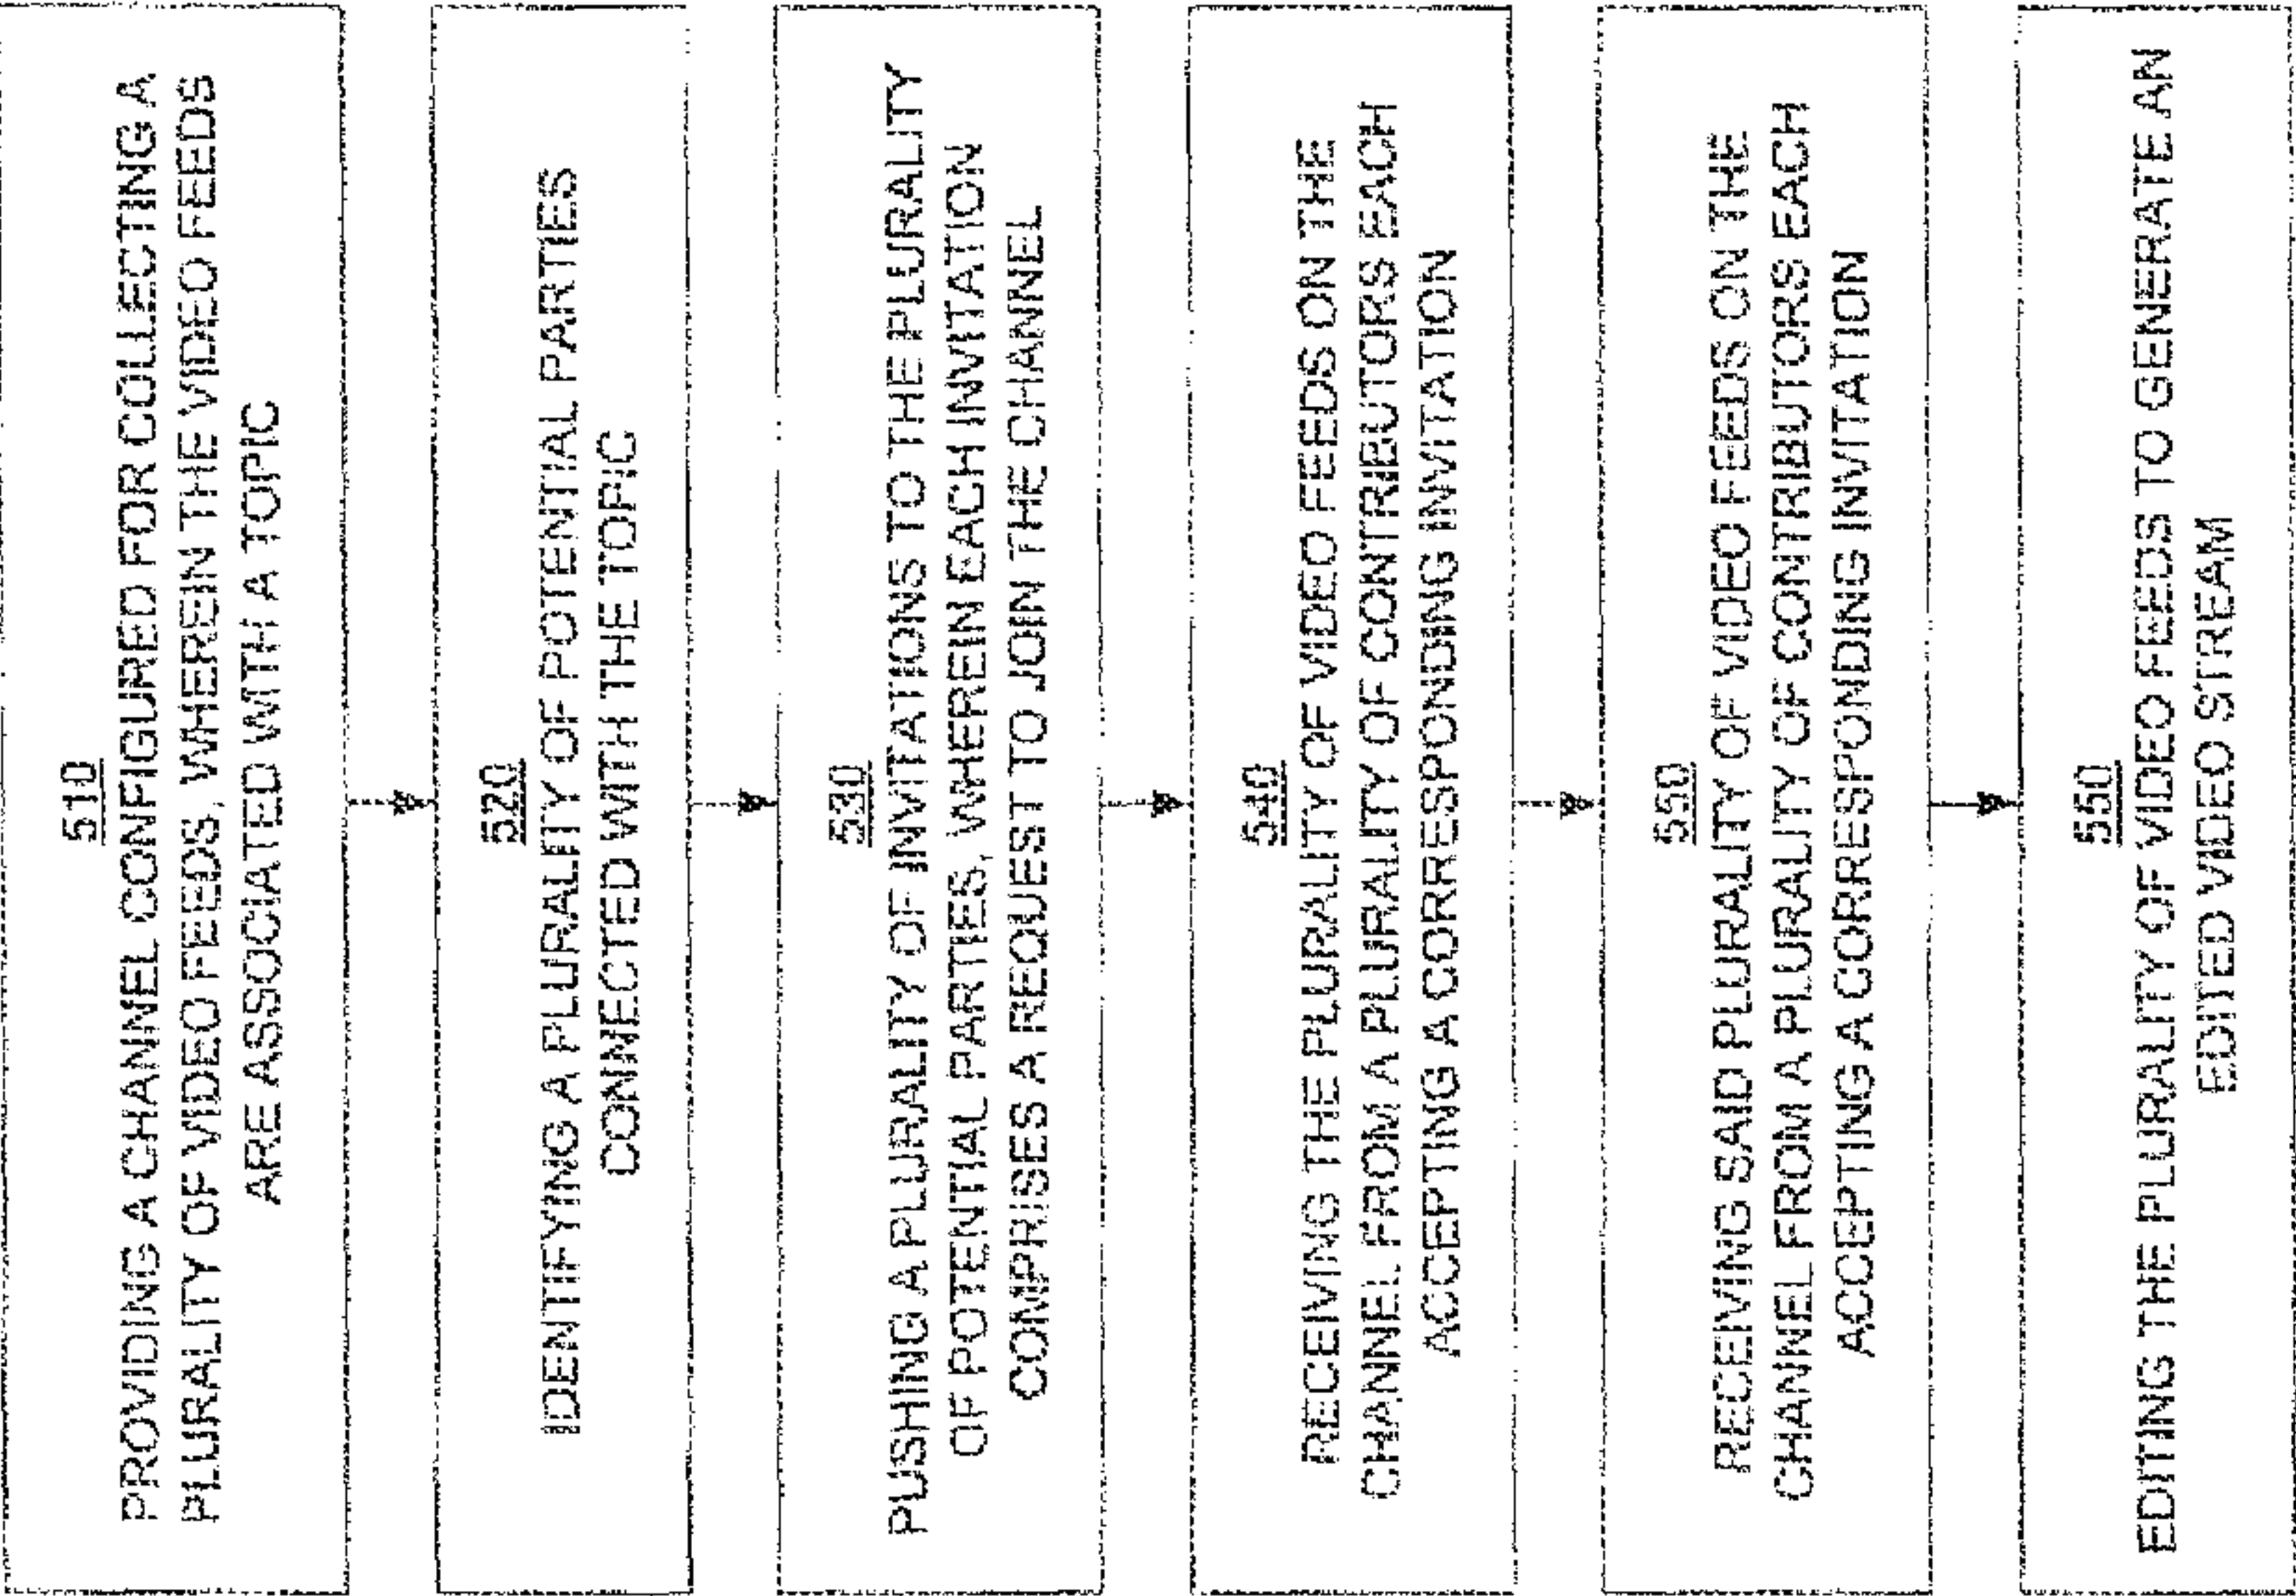 510
PROVIDING A CHANNEL CONFIGURED FOR COLLECTING A
PLURALITY OF VIDEO FEEDS, WHEREIN THE VIDEO FEEDS
ARE ASSOCIATED WITH A TOPIC
520
IDENTIFYING A PLURALITY OF POTENTIAL PARTIES
CONNECTED WITH THE TOPIC
530
PUSHING A PLURALITY OF INVITATIONS TO THE PLURALITY
OF POTENTIAL PARTIES, WHEREIN EACH INVITATION
COMPRISES A REQUEST TO JOIN THE CHANNEL
540
RECEIVING THE PLURALITY OF VIDEO FEEDS ON THE
CHANNEL FROM A PLURALITY OF CONTRIBUTORS EACH
ACCEPTING A CORRESPONDING INVITATION
550
RECEIVING SAID PLURALITY OF VIDEO FEEDS ON THE
CHANNEL FROM A PLURALITY OF CONTRIBUTORS EACH
ACCEPTING A CORRESPONDING INVITATION
550
EDITING THE PLURALITY OF VIDEO FEEDS TO GENERATE AN
EDITED VIDEO STREAM